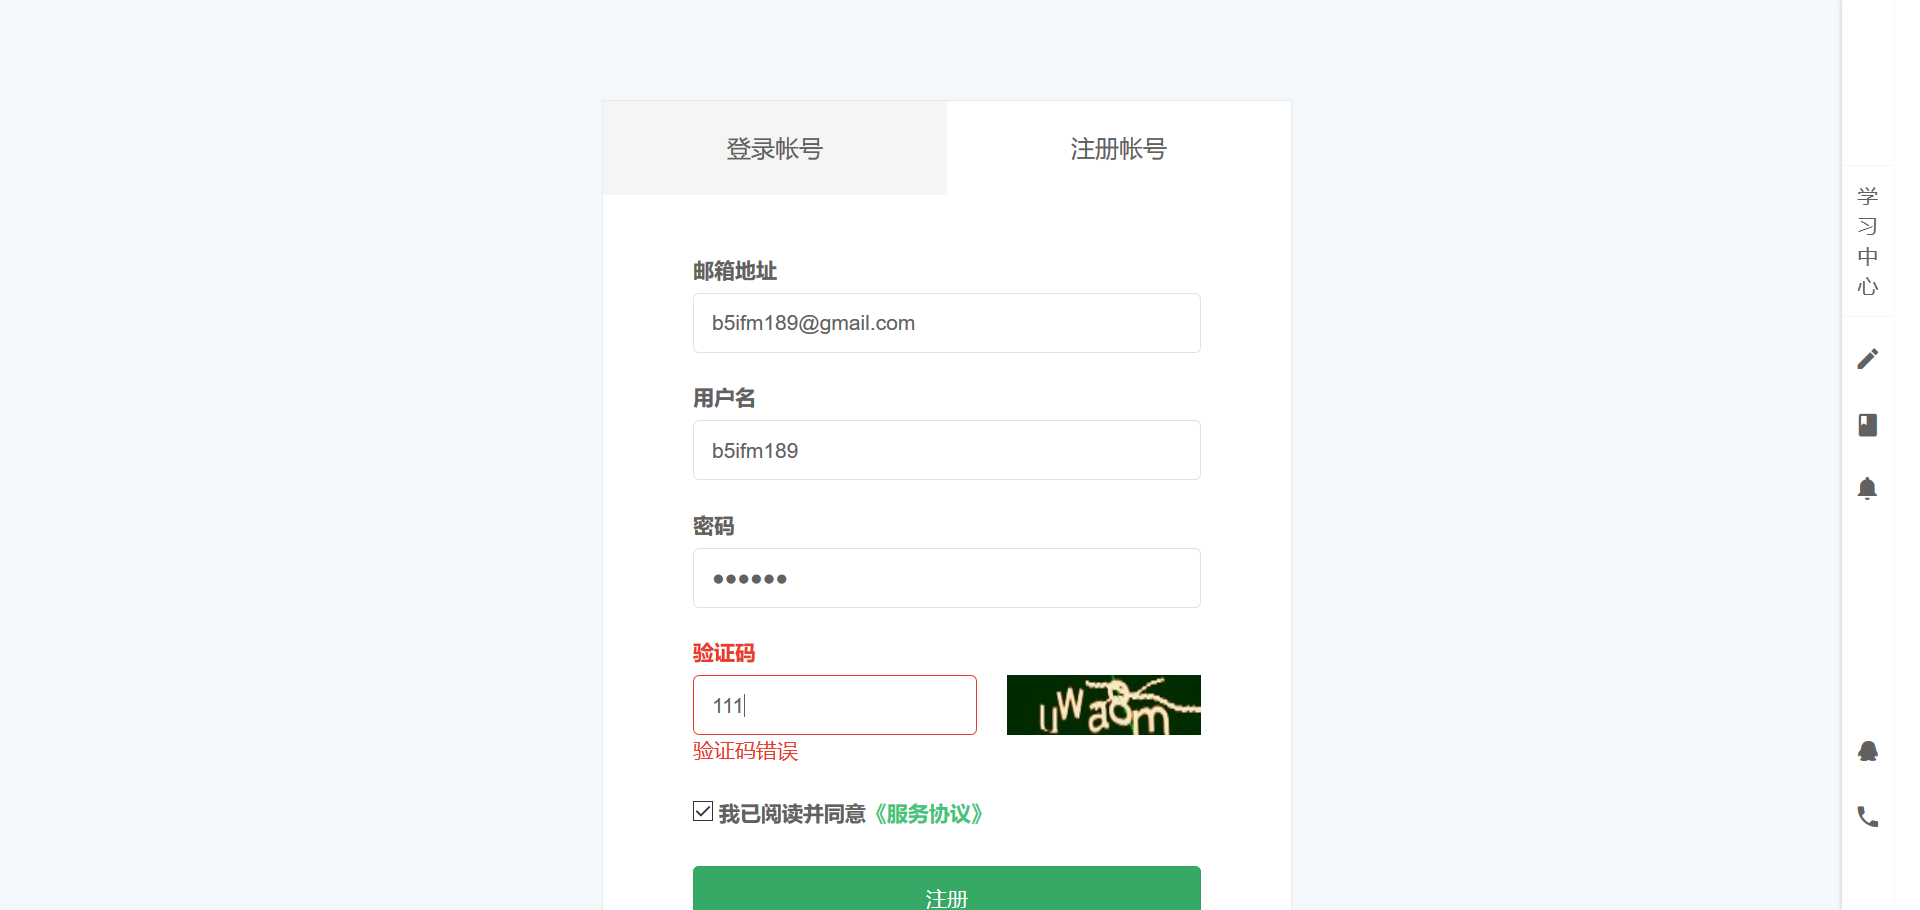 登录帐号
注册帐号
邮箱地址
b5ifm189@gmail.com
用户名
b5ifm189
密码
••••••
验证码
111
uwa8m
验证码错误
我已阅读并同意《服务协议》
注册
学
习
中
心